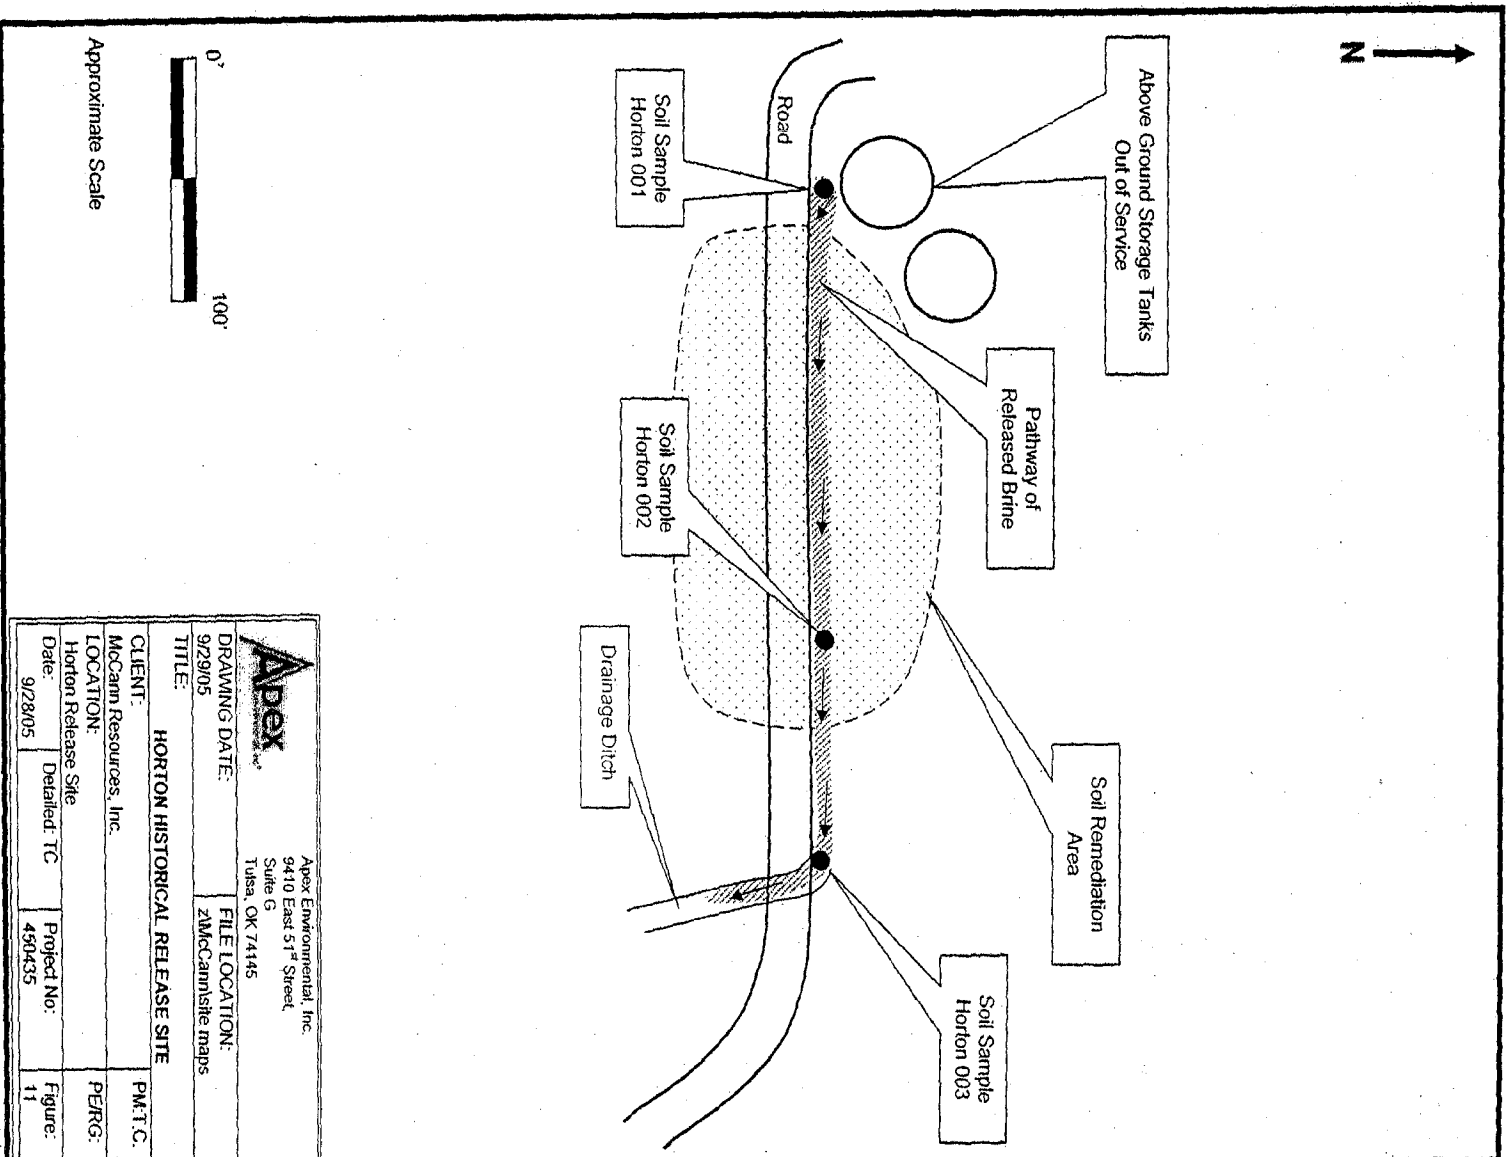 N
Above Ground Storage Tanks
Out of Service
Pathway of
Released Brine
Soil Remediation
Area
Soil Sample
Horton 003
Road
Soil Sample
Horton 001
Soil Sample
Horton 002
Drainage Ditch
0'
100'
Approximate Scale
Apex
Apex Environmental, Inc.
9410 East 51st Street,
Suite G
Tulsa, OK 74145
DRAWING DATE:
9/29/05
FILE LOCATION:
z\McCann\site maps
TITLE:
HORTON HISTORICAL RELEASE SITE
CLIENT:
McCann Resources, Inc.
PM:T.C.
LOCATION:
Horton Release Site
PE/RG:
Date:
9/28/05
Detailed: TC
Project No:
450435
Figure:
11